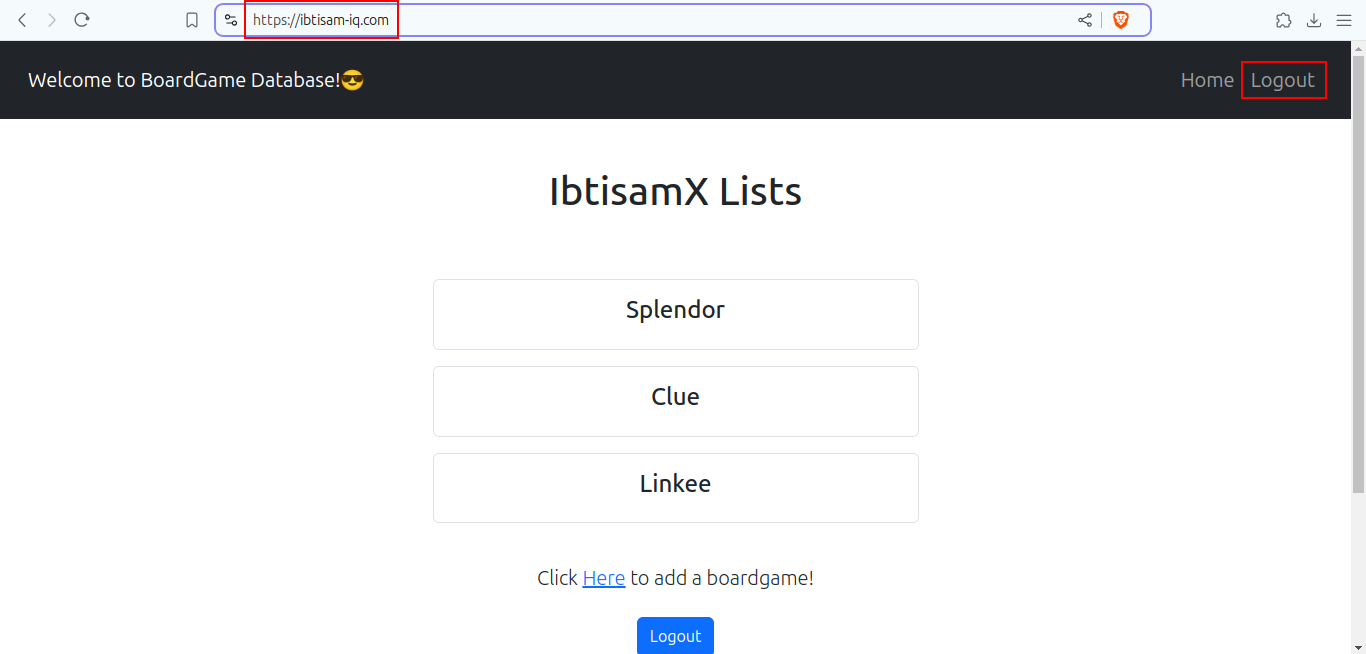 https://ibtisam-iq.com
Welcome to BoardGame Database!😎 Home Logout
IbtisamX Lists
Splendor
Clue
Linkee
Click Here to add a boardgame!
Logout